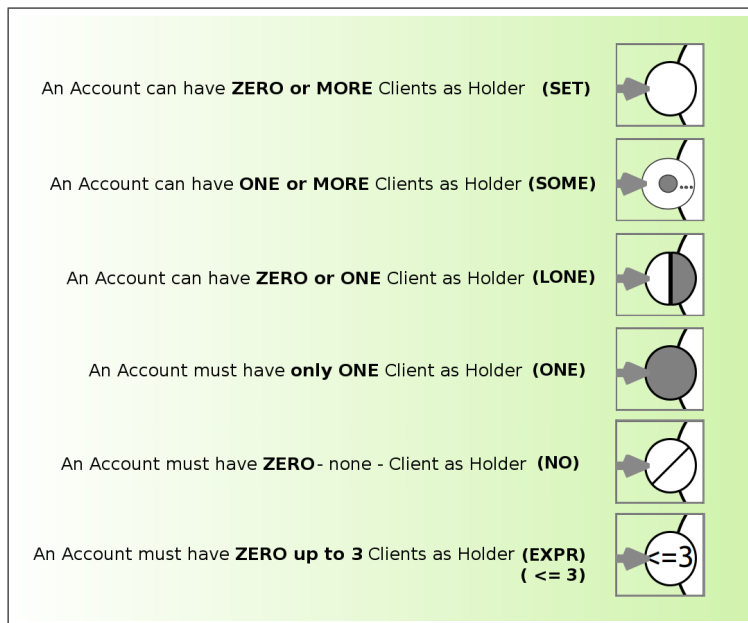 An Account can have ZERO or MORE Clients as Holder (SET)
An Account can have ONE or MORE Clients as Holder (SOME)
...
An Account can have ZERO or ONE Client as Holder (LONE)
An Account must have only ONE Client as Holder (ONE)
An Account must have ZERO - none - Client as Holder (NO)
An Account must have ZERO up to 3 Clients as Holder (EXPR)
( <= 3)
<=3